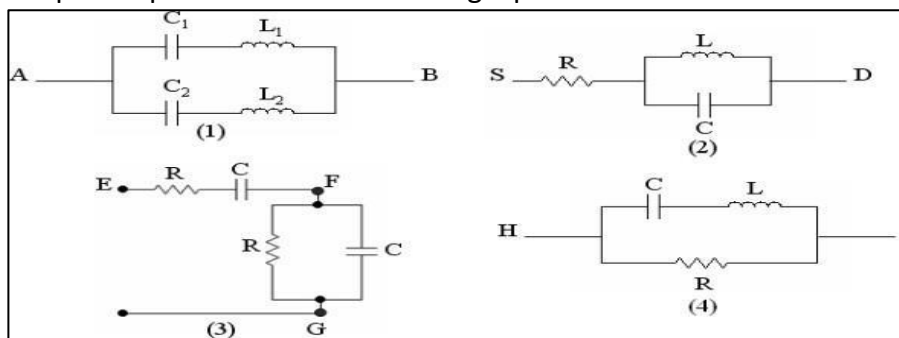 C₁ L₁
A B
C₂ L₂
(1)
L
S R D
C
(2)
E R C F
R C
(3) G
C L
H
R
(4)